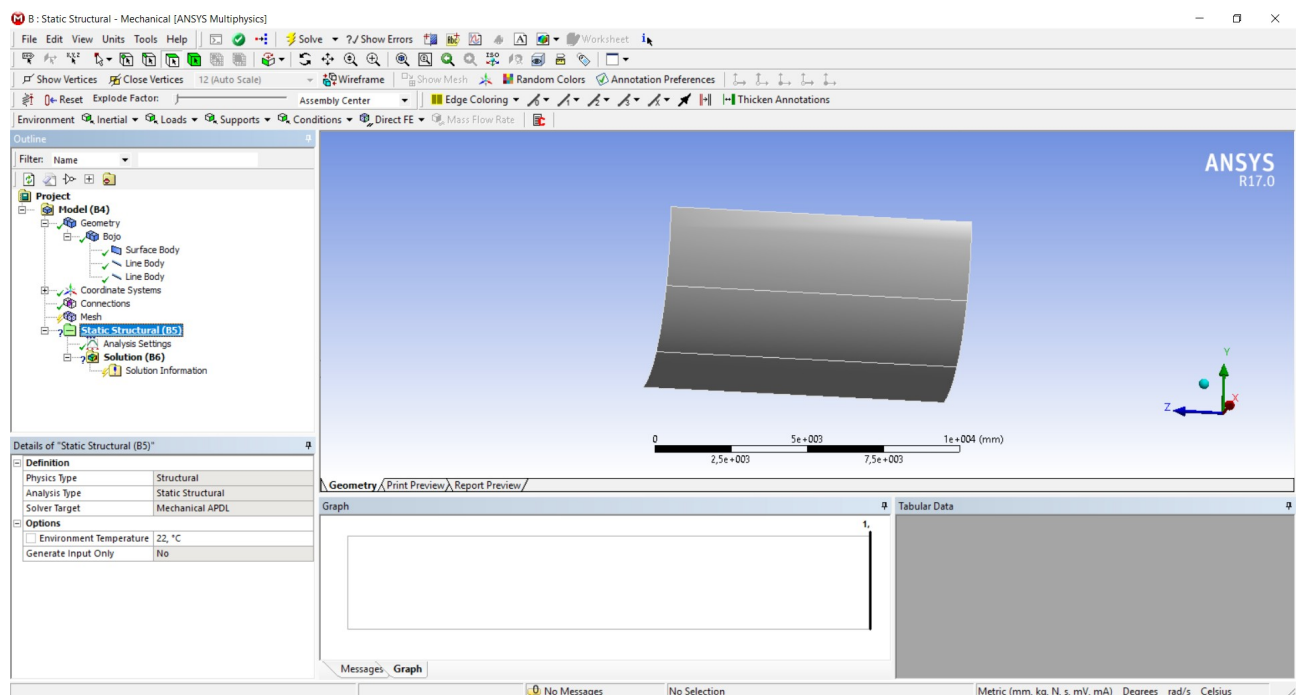 B : Static Structural - Mechanical [ANSYS Multiphysics]
File Edit View Units Tools Help Solve ?./ Show Errors Worksheet
Show Vertices Close Vertices 12 (Auto Scale) Wireframe Show Mesh Random Colors Annotation Preferences
Reset Explode Factor: Assembly Center Edge Coloring Thicken Annotations
Environment Inertial Loads Supports Conditions Direct FE Mass Flow Rate
Outline
Filter: Name
Project
Model (B4)
Geometry
Bojo
Surface Body
Line Body
Line Body
Coordinate Systems
Connections
Mesh
Static Structural (B5)
Analysis Settings
Solution (B6)
Solution Information
Details of "Static Structural (B5)"
Definition
Physics Type Structural
Analysis Type Static Structural
Solver Target Mechanical APDL
Options
Environment Temperature 22, °C
Generate Input Only No
ANSYS
R17.0
Y
Z X
0 5e+003 1e+004 (mm)
2,5e+003 7,5e+003
Geometry Print Preview Report Preview
Graph
1,
Messages Graph
Tabular Data
0 No Messages No Selection Metric (mm, kg, N, s, mV, mA) Degrees rad/s Celsius